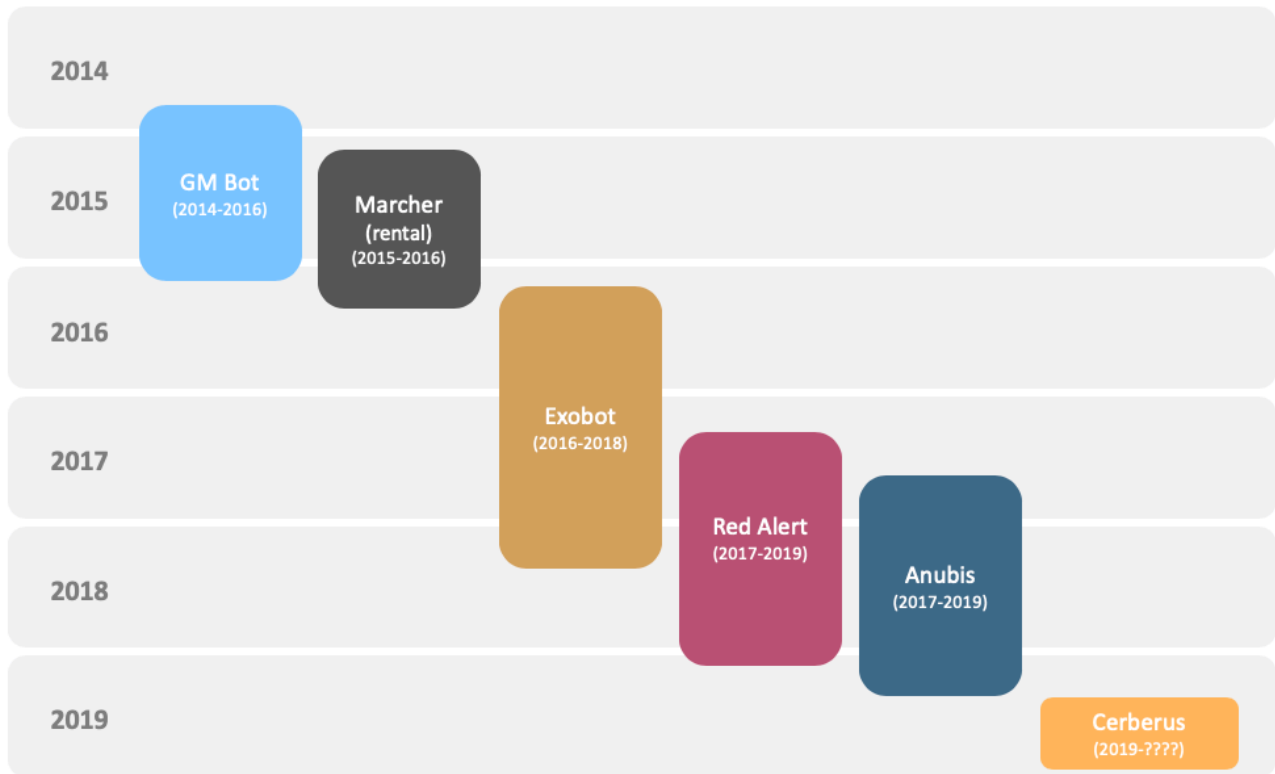 2014
GM Bot
(2014-2016)
2015
Marcher
(rental)
(2015-2016)
2016
Exobot
(2016-2018)
2017
Red Alert
(2017-2019)
Anubis
(2017-2019)
2018
2019
Cerberus
(2019-????)